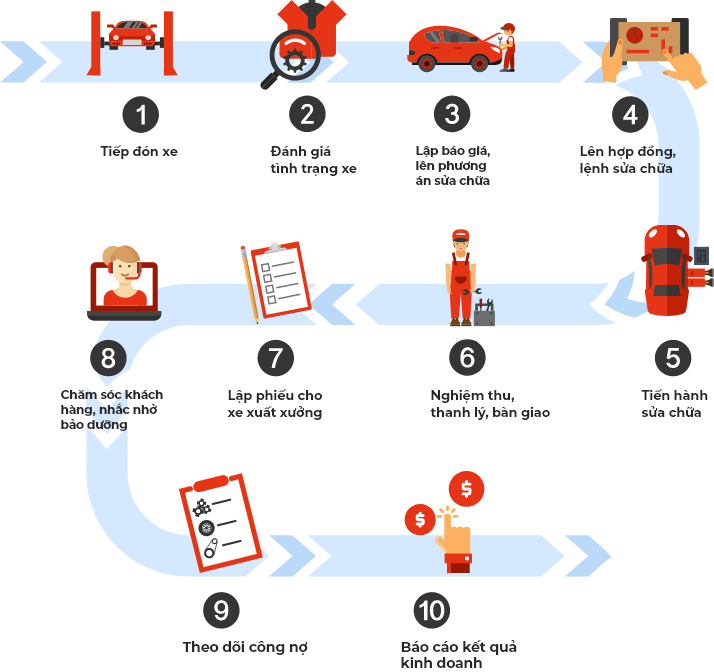 1
Tiếp đón xe
2
Đánh giá
tình trạng xe
3
Lập báo giá,
lên phương
án sửa chữa
4
Lên hợp đồng,
lệnh sửa chữa
5
Tiến hành
sửa chữa
6
Nghiệm thu,
thanh lý, bàn giao
7
Lập phiếu cho
xe xuất xưởng
8
Chăm sóc khách
hàng, nhắc nhở
bảo dưỡng
9
Theo dõi công nợ
$
$
10
Báo cáo kết quả
kinh doanh